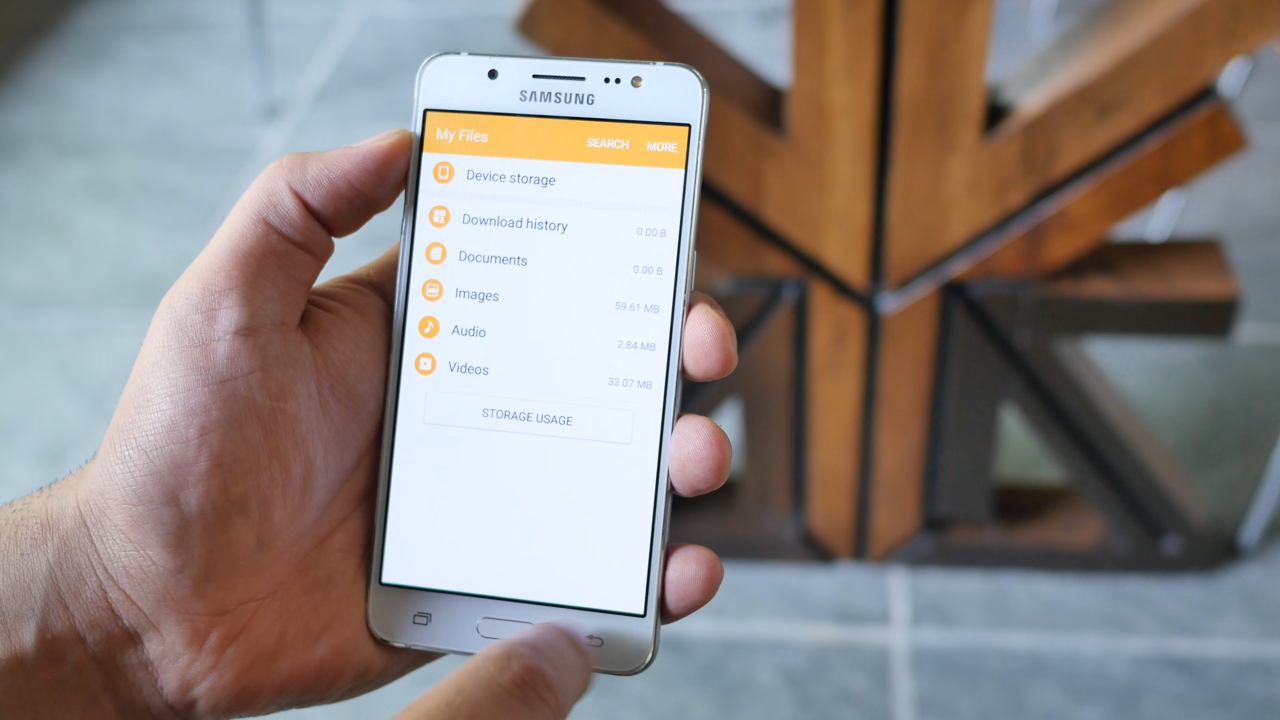 SAMSUNG
My Files SEARCH MORE
Device storage
Download history 0.00 B
Documents 0.00 B
Images 59.61 MB
Audio 2.84 MB
Videos 33.07 MB
STORAGE USAGE